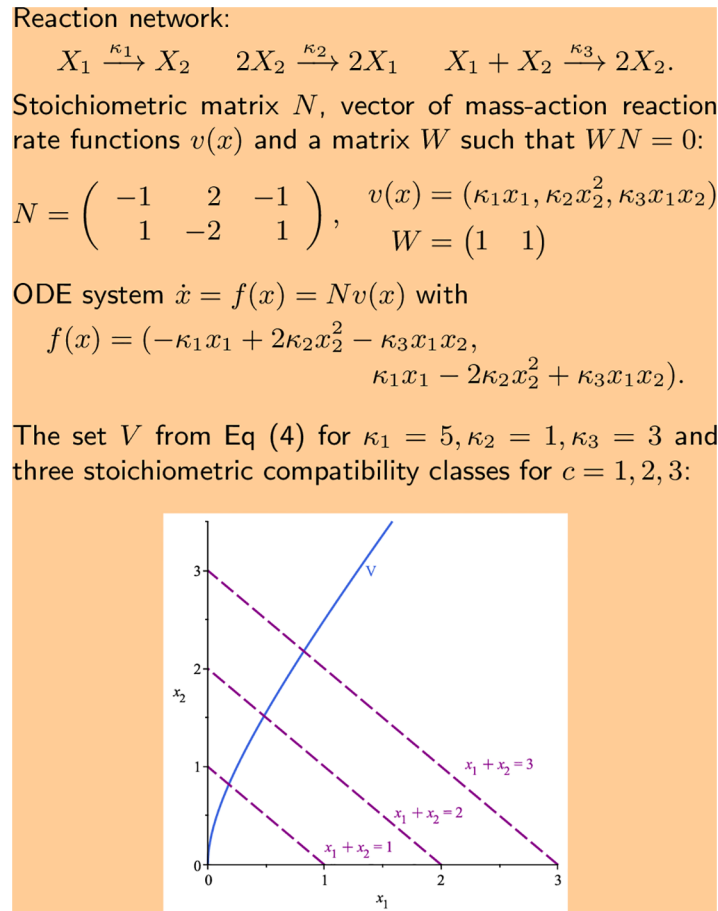 Reaction network:
X₁ —κ₁→ X₂   2X₂ —κ₂→ 2X₁   X₁ + X₂ —κ₃→ 2X₂.
Stoichiometric matrix N, vector of mass-action reaction
rate functions v(x) and a matrix W such that WN = 0:
N = ( −1 2 −1
1 −2 1 ), v(x) = (κ₁x₁, κ₂x₂², κ₃x₁x₂)
W = (1 1)
ODE system ẋ = f(x) = Nv(x) with
f(x) = (−κ₁x₁ + 2κ₂x₂² − κ₃x₁x₂,
κ₁x₁ − 2κ₂x₂² + κ₃x₁x₂).
The set V from Eq (4) for κ₁ = 5, κ₂ = 1, κ₃ = 3 and
three stoichiometric compatibility classes for c = 1, 2, 3:
3
V
2
x₂
1
x₁ + x₂ = 3
x₁ + x₂ = 2
x₁ + x₂ = 1
0
0 1 2 3
x₁